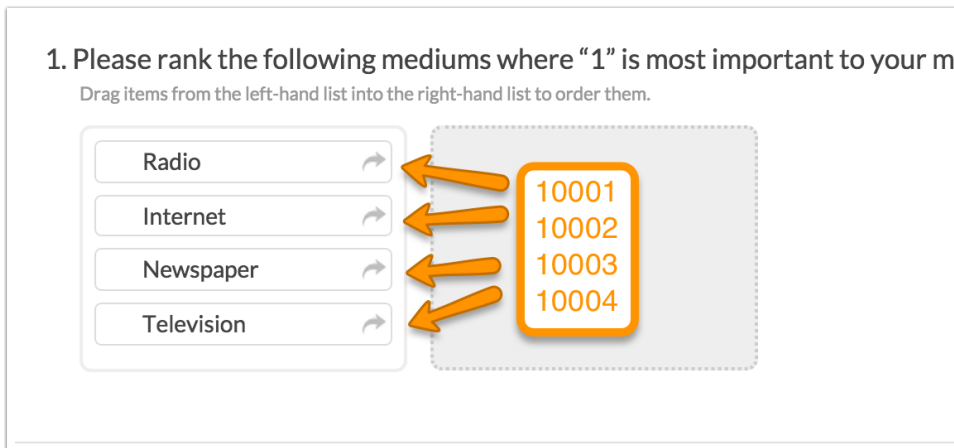 1. Please rank the following mediums where “1” is most important to your m
Drag items from the left-hand list into the right-hand list to order them.
Radio
Internet
Newspaper
Television
10001
10002
10003
10004